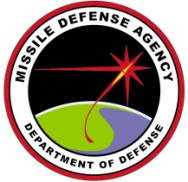 MISSILE DEFENSE AGENCY
DEPARTMENT OF DEFENSE